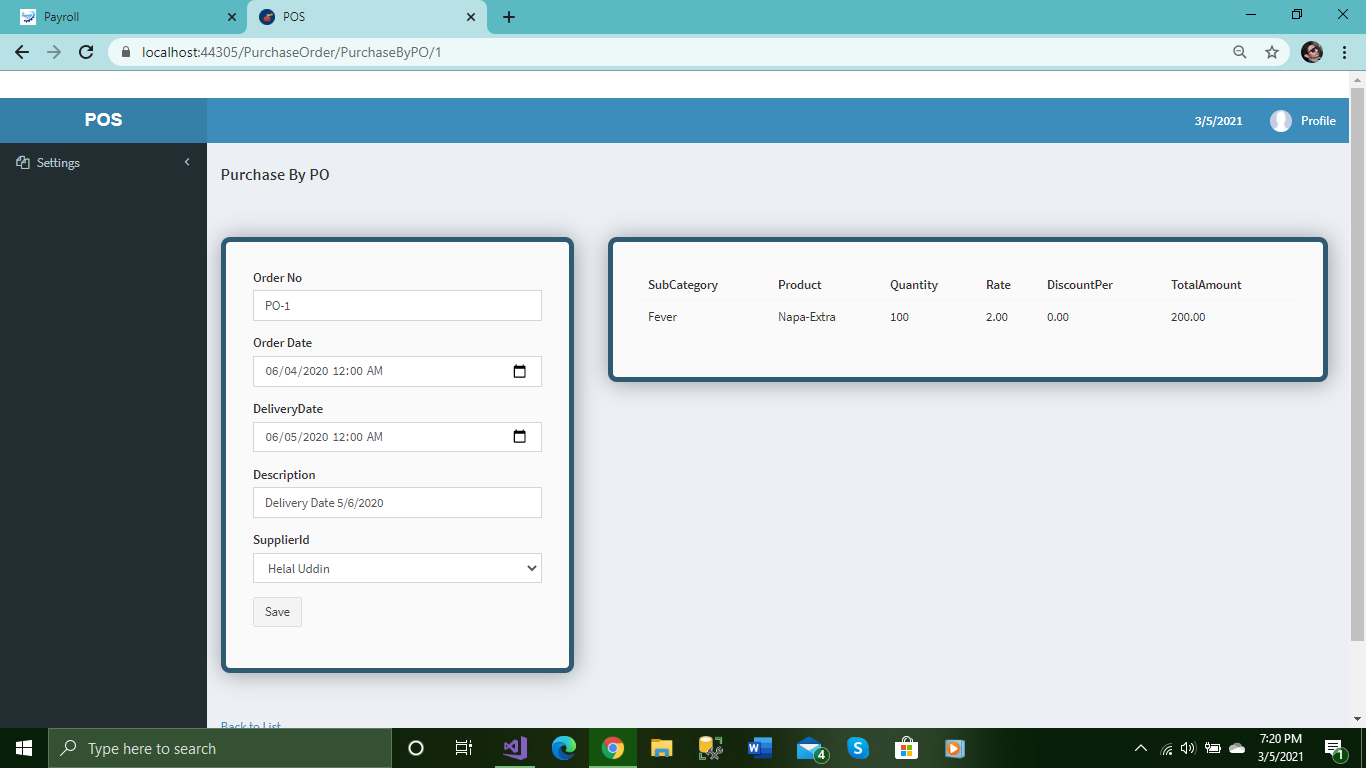 Payroll
POS
localhost:44305/PurchaseOrder/PurchaseByPO/1
POS
3/5/2021 Profile
Settings
Purchase By PO
Order No
PO-1
Order Date
06/04/2020 12:00 AM
DeliveryDate
06/05/2020 12:00 AM
Description
Delivery Date 5/6/2020
SupplierId
Helal Uddin
Save
SubCategory Product Quantity Rate DiscountPer TotalAmount
Fever Napa-Extra 100 2.00 0.00 200.00
Back to List
Type here to search
4
7:20 PM
3/5/2021
1